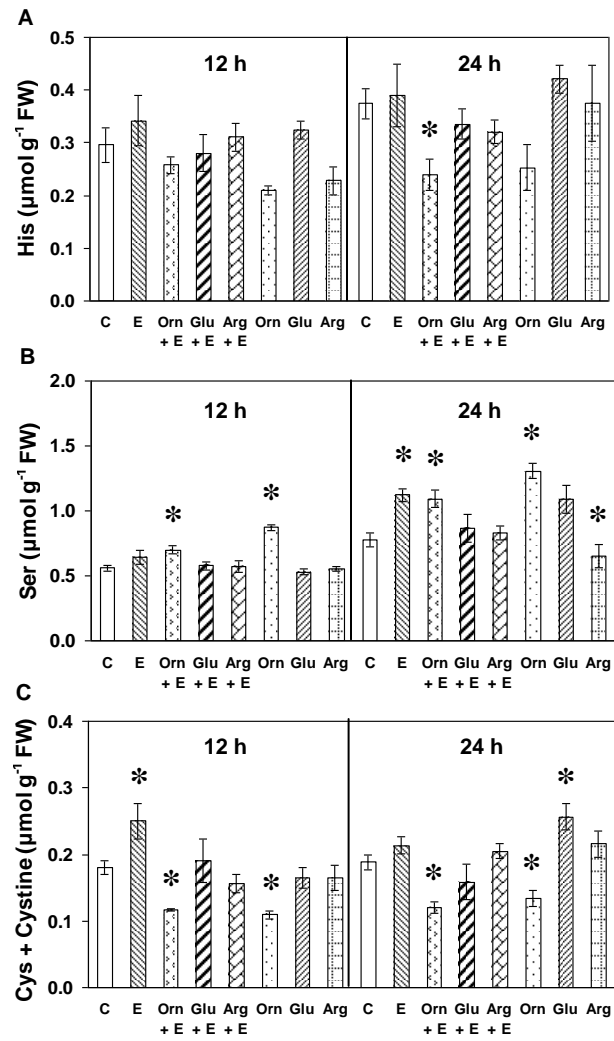 A
His (µmol g⁻¹ FW)
0.5
0.4
0.3
0.2
0.1
0.0
12 h
24 h
*
C E Orn Glu Arg Orn Glu Arg C E Orn Glu Arg Orn Glu Arg
+ E + E + E + E + E + E
B
Ser (µmol g⁻¹ FW)
2.0
1.5
1.0
0.5
0.0
12 h
24 h
* * * * * *
C E Orn Glu Arg Orn Glu Arg C E Orn Glu Arg Orn Glu Arg
+ E + E + E + E + E + E
C
Cys + Cystine (µmol g⁻¹ FW)
0.4
0.3
0.2
0.1
0.0
12 h
24 h
* * * * * *
C E Orn Glu Arg Orn Glu Arg C E Orn Glu Arg Orn Glu Arg
+ E + E + E + E + E + E